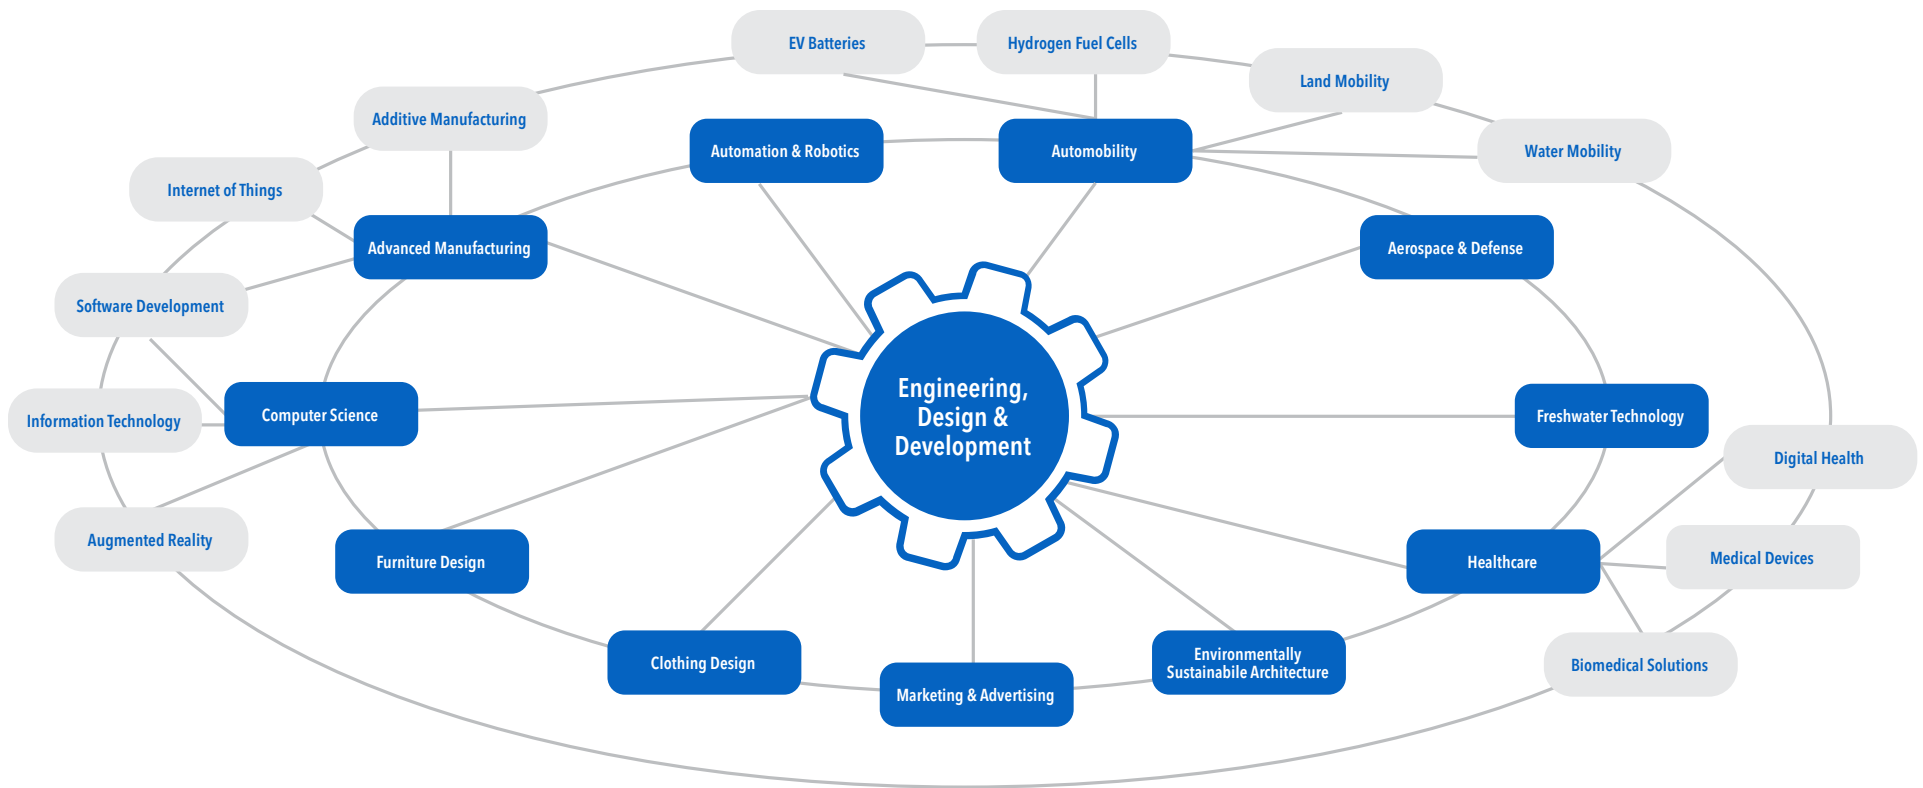 EV Batteries
Hydrogen Fuel Cells
Land Mobility
Additive Manufacturing
Automation & Robotics
Automobility
Water Mobility
Internet of Things
Advanced Manufacturing
Aerospace & Defense
Software Development
Engineering,
Design &
Development
Computer Science
Information Technology
Freshwater Technology
Digital Health
Augmented Reality
Furniture Design
Healthcare
Medical Devices
Clothing Design
Environmentally
Sustainabile Architecture
Biomedical Solutions
Marketing & Advertising